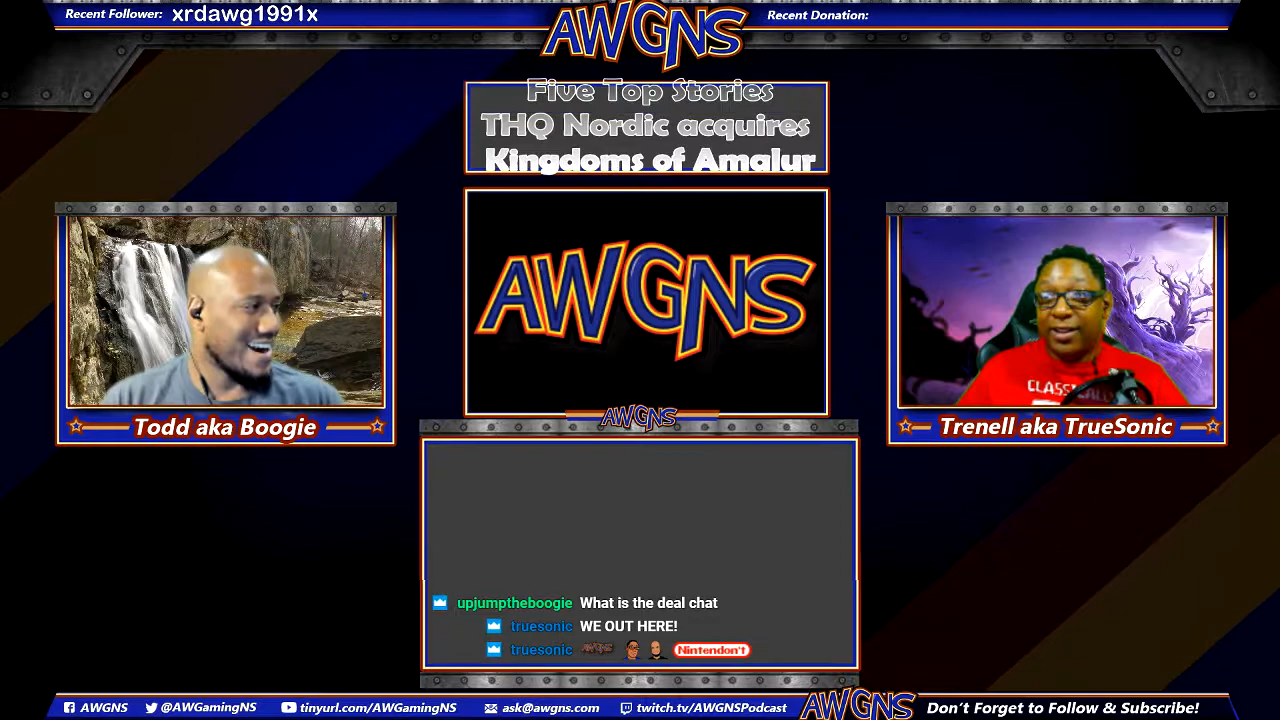 Recent Follower: xrdawg1991x
AWGNS
Recent Donation:
Five Top Stories
THQ Nordic acquires
Kingdoms of Amalur
AWGNS
CLASSICALLY
Todd aka Boogie
Trenell aka TrueSonic
AWGNS
upjumptheboogie What is the deal chat
truesonic WE OUT HERE!
truesonic AWGNS Nintendon't
AWGNS
@AWGamingNS
tinyurl.com/AWGamingNS
ask@awgns.com
twitch.tv/AWGNSPodcast
AWGNS
Don't Forget to Follow & Subscribe!